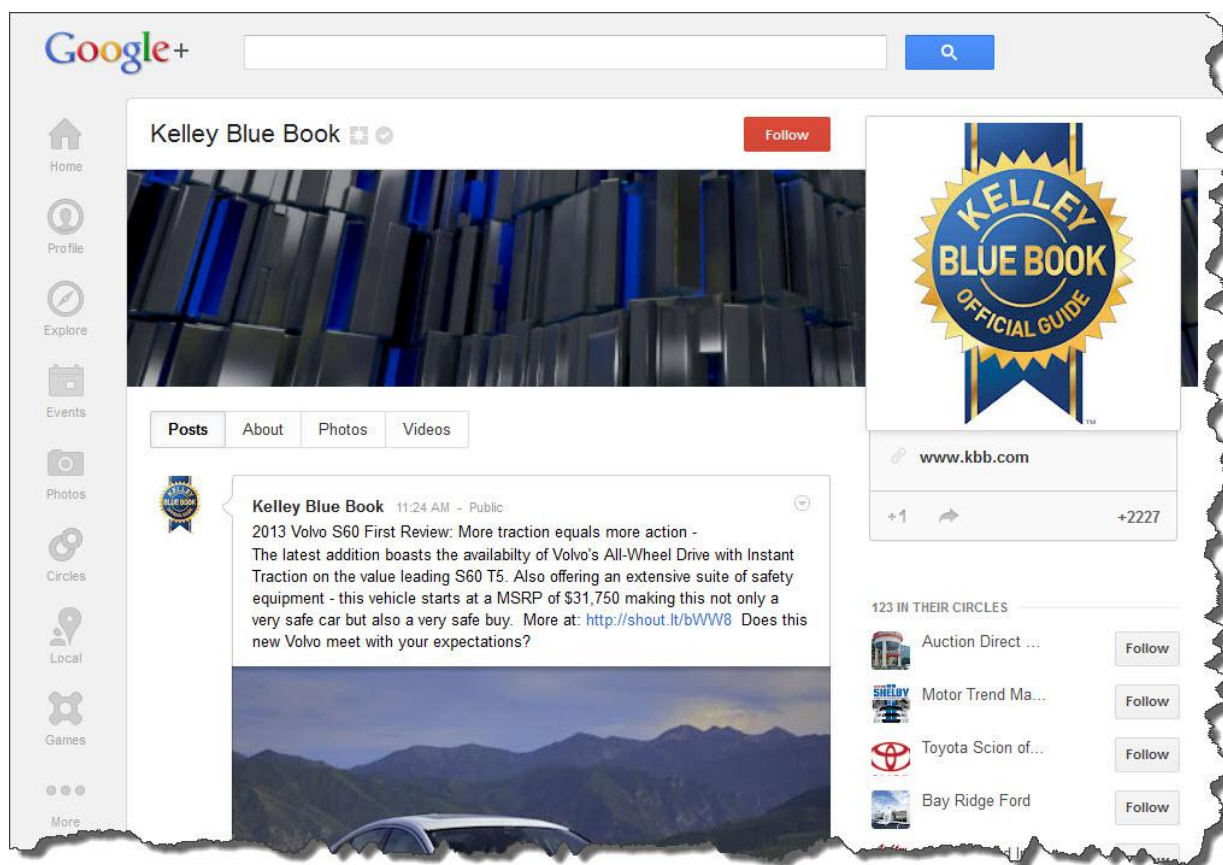 Google+
Home
Profile
Explore
Events
Photos
Circles
Local
Games
More
Kelley Blue Book
Follow
KELLEY
BLUE BOOK
OFFICIAL GUIDE
TM
Posts About Photos Videos
www.kbb.com
+1 +2227
KELLEY
BLUE BOOK
Kelley Blue Book 11:24 AM - Public
2013 Volvo S60 First Review: More traction equals more action -
The latest addition boasts the availabilty of Volvo's All-Wheel Drive with Instant
Traction on the value leading S60 T5. Also offering an extensive suite of safety
equipment - this vehicle starts at a MSRP of $31,750 making this not only a
very safe car but also a very safe buy.  More at: http://shout.lt/bWW8  Does this
new Volvo meet with your expectations?
123 IN THEIR CIRCLES
Auction Direct ...
Follow
SHELBY
Motor Trend Ma...
Follow
Toyota Scion of...
Follow
Bay Ridge Ford
Follow